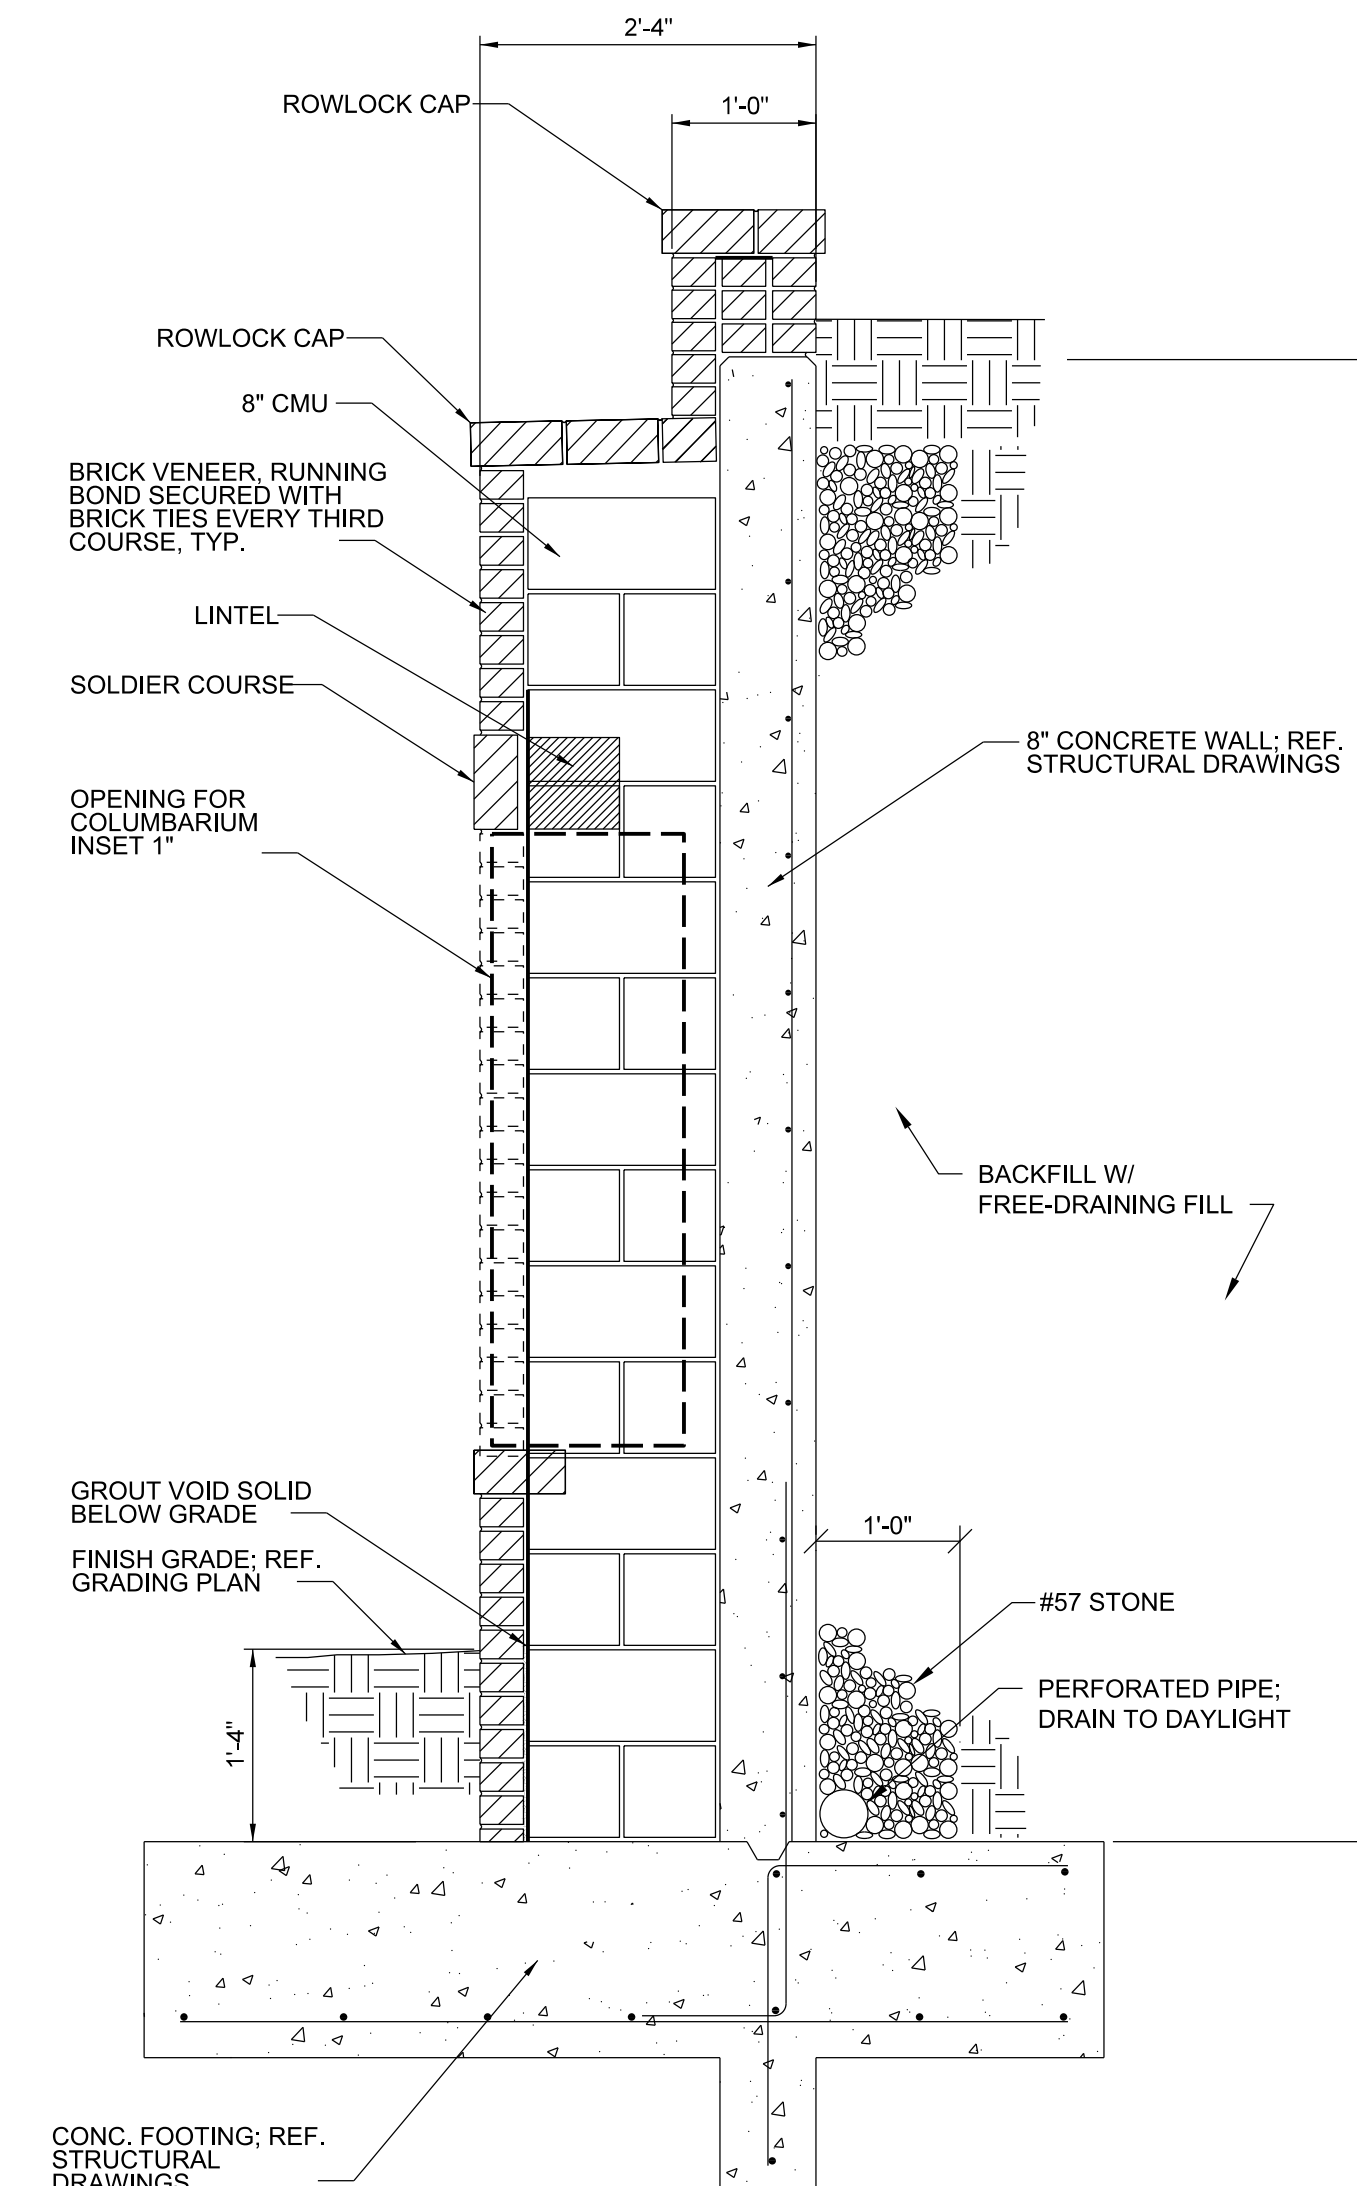 2'-4"
ROWLOCK CAP
1'-0"
ROWLOCK CAP
8" CMU
BRICK VENEER, RUNNING
BOND SECURED WITH
BRICK TIES EVERY THIRD
COURSE, TYP.
LINTEL
SOLDIER COURSE
8" CONCRETE WALL; REF.
STRUCTURAL DRAWINGS
OPENING FOR
COLUMBARIUM
INSET 1"
BACKFILL W/
FREE-DRAINING FILL
GROUT VOID SOLID
BELOW GRADE
1'-0"
FINISH GRADE; REF.
GRADING PLAN
#57 STONE
PERFORATED PIPE;
DRAIN TO DAYLIGHT
1'-4"
CONC. FOOTING; REF.
STRUCTURAL
DRAWINGS